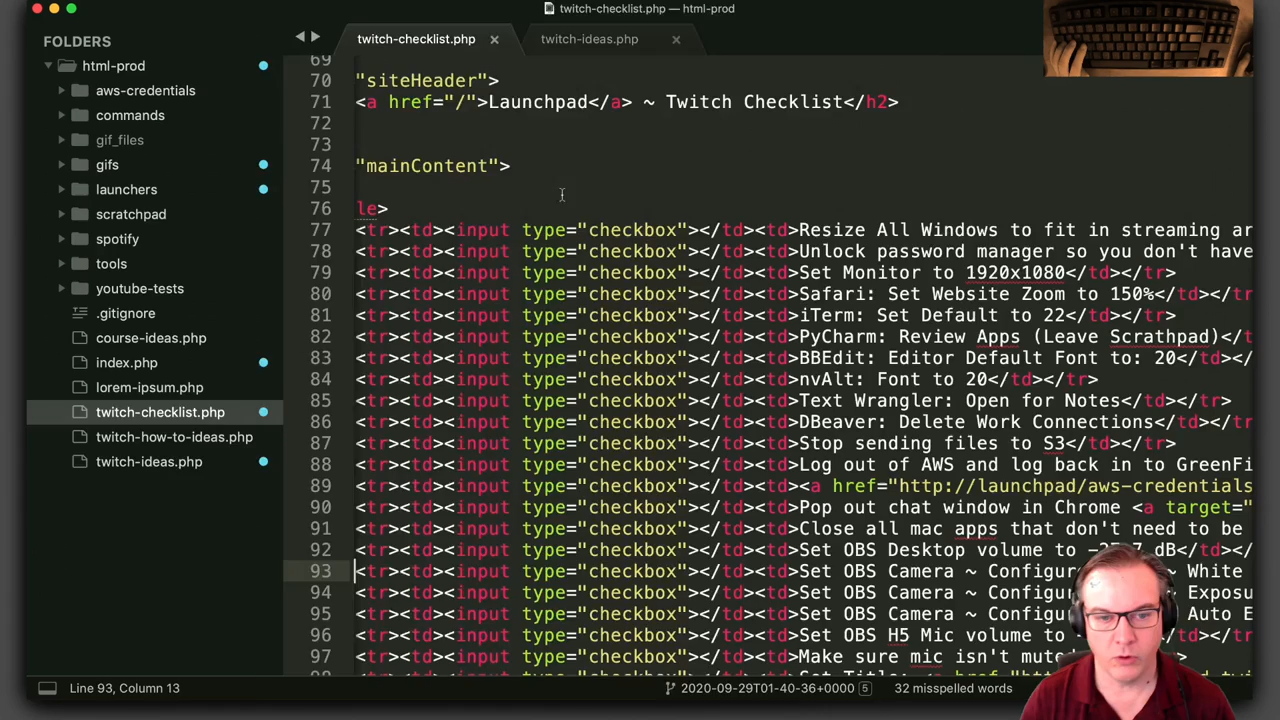 twitch-checklist.php — html-prod
FOLDERS
html-prod
aws-credentials
commands
gif_files
gifs
launchers
scratchpad
spotify
tools
youtube-tests
.gitignore
course-ideas.php
index.php
lorem-ipsum.php
twitch-checklist.php
twitch-how-to-ideas.php
twitch-ideas.php
twitch-checklist.php
twitch-ideas.php
69
70 "siteHeader">
71 <a href="/">Launchpad</a> ~ Twitch Checklist</h2>
72
73
74 "mainContent">
75
76 le>
77 <tr><td><input type="checkbox"></td><td>Resize All Windows to fit in streaming ar
78 <tr><td><input type="checkbox"></td><td>Unlock password manager so you don't have
79 <tr><td><input type="checkbox"></td><td>Set Monitor to 1920x1080</td></tr>
80 <tr><td><input type="checkbox"></td><td>Safari: Set Website Zoom to 150%</td></tr
81 <tr><td><input type="checkbox"></td><td>iTerm: Set Default to 22</td></tr>
82 <tr><td><input type="checkbox"></td><td>PyCharm: Review Apps (Leave Scrathpad)</t
83 <tr><td><input type="checkbox"></td><td>BBEdit: Editor Default Font to: 20</td></
84 <tr><td><input type="checkbox"></td><td>nvAlt: Font to 20</td></tr>
85 <tr><td><input type="checkbox"></td><td>Text Wrangler: Open for Notes</td></tr>
86 <tr><td><input type="checkbox"></td><td>DBeaver: Delete Work Connections</td></tr
87 <tr><td><input type="checkbox"></td><td>Stop sending files to S3</td></tr>
88 <tr><td><input type="checkbox"></td><td>Log out of AWS and log back in to GreenFi
89 <tr><td><input type="checkbox"></td><td><a href="http://launchpad/aws-credentials
90 <tr><td><input type="checkbox"></td><td>Pop out chat window in Chrome <a target="
91 <tr><td><input type="checkbox"></td><td>Close all mac apps that don't need to be
92 <tr><td><input type="checkbox"></td><td>Set OBS Desktop volume to dB</td></
93 <tr><td><input type="checkbox"></td><td>Set OBS Camera ~ Configur ~ White
94 <tr><td><input type="checkbox"></td><td>Set OBS Camera ~ Configu ~ Exposu
95 <tr><td><input type="checkbox"></td><td>Set OBS Camera ~ Configu Auto E
96 <tr><td><input type="checkbox"></td><td>Set OBS H5 Mic volume to
97 <tr><td><input type="checkbox"></td><td>Make sure mic isn't mute
Line 93, Column 13
2020-09-29T01-40-36+0000 5
32 misspelled words